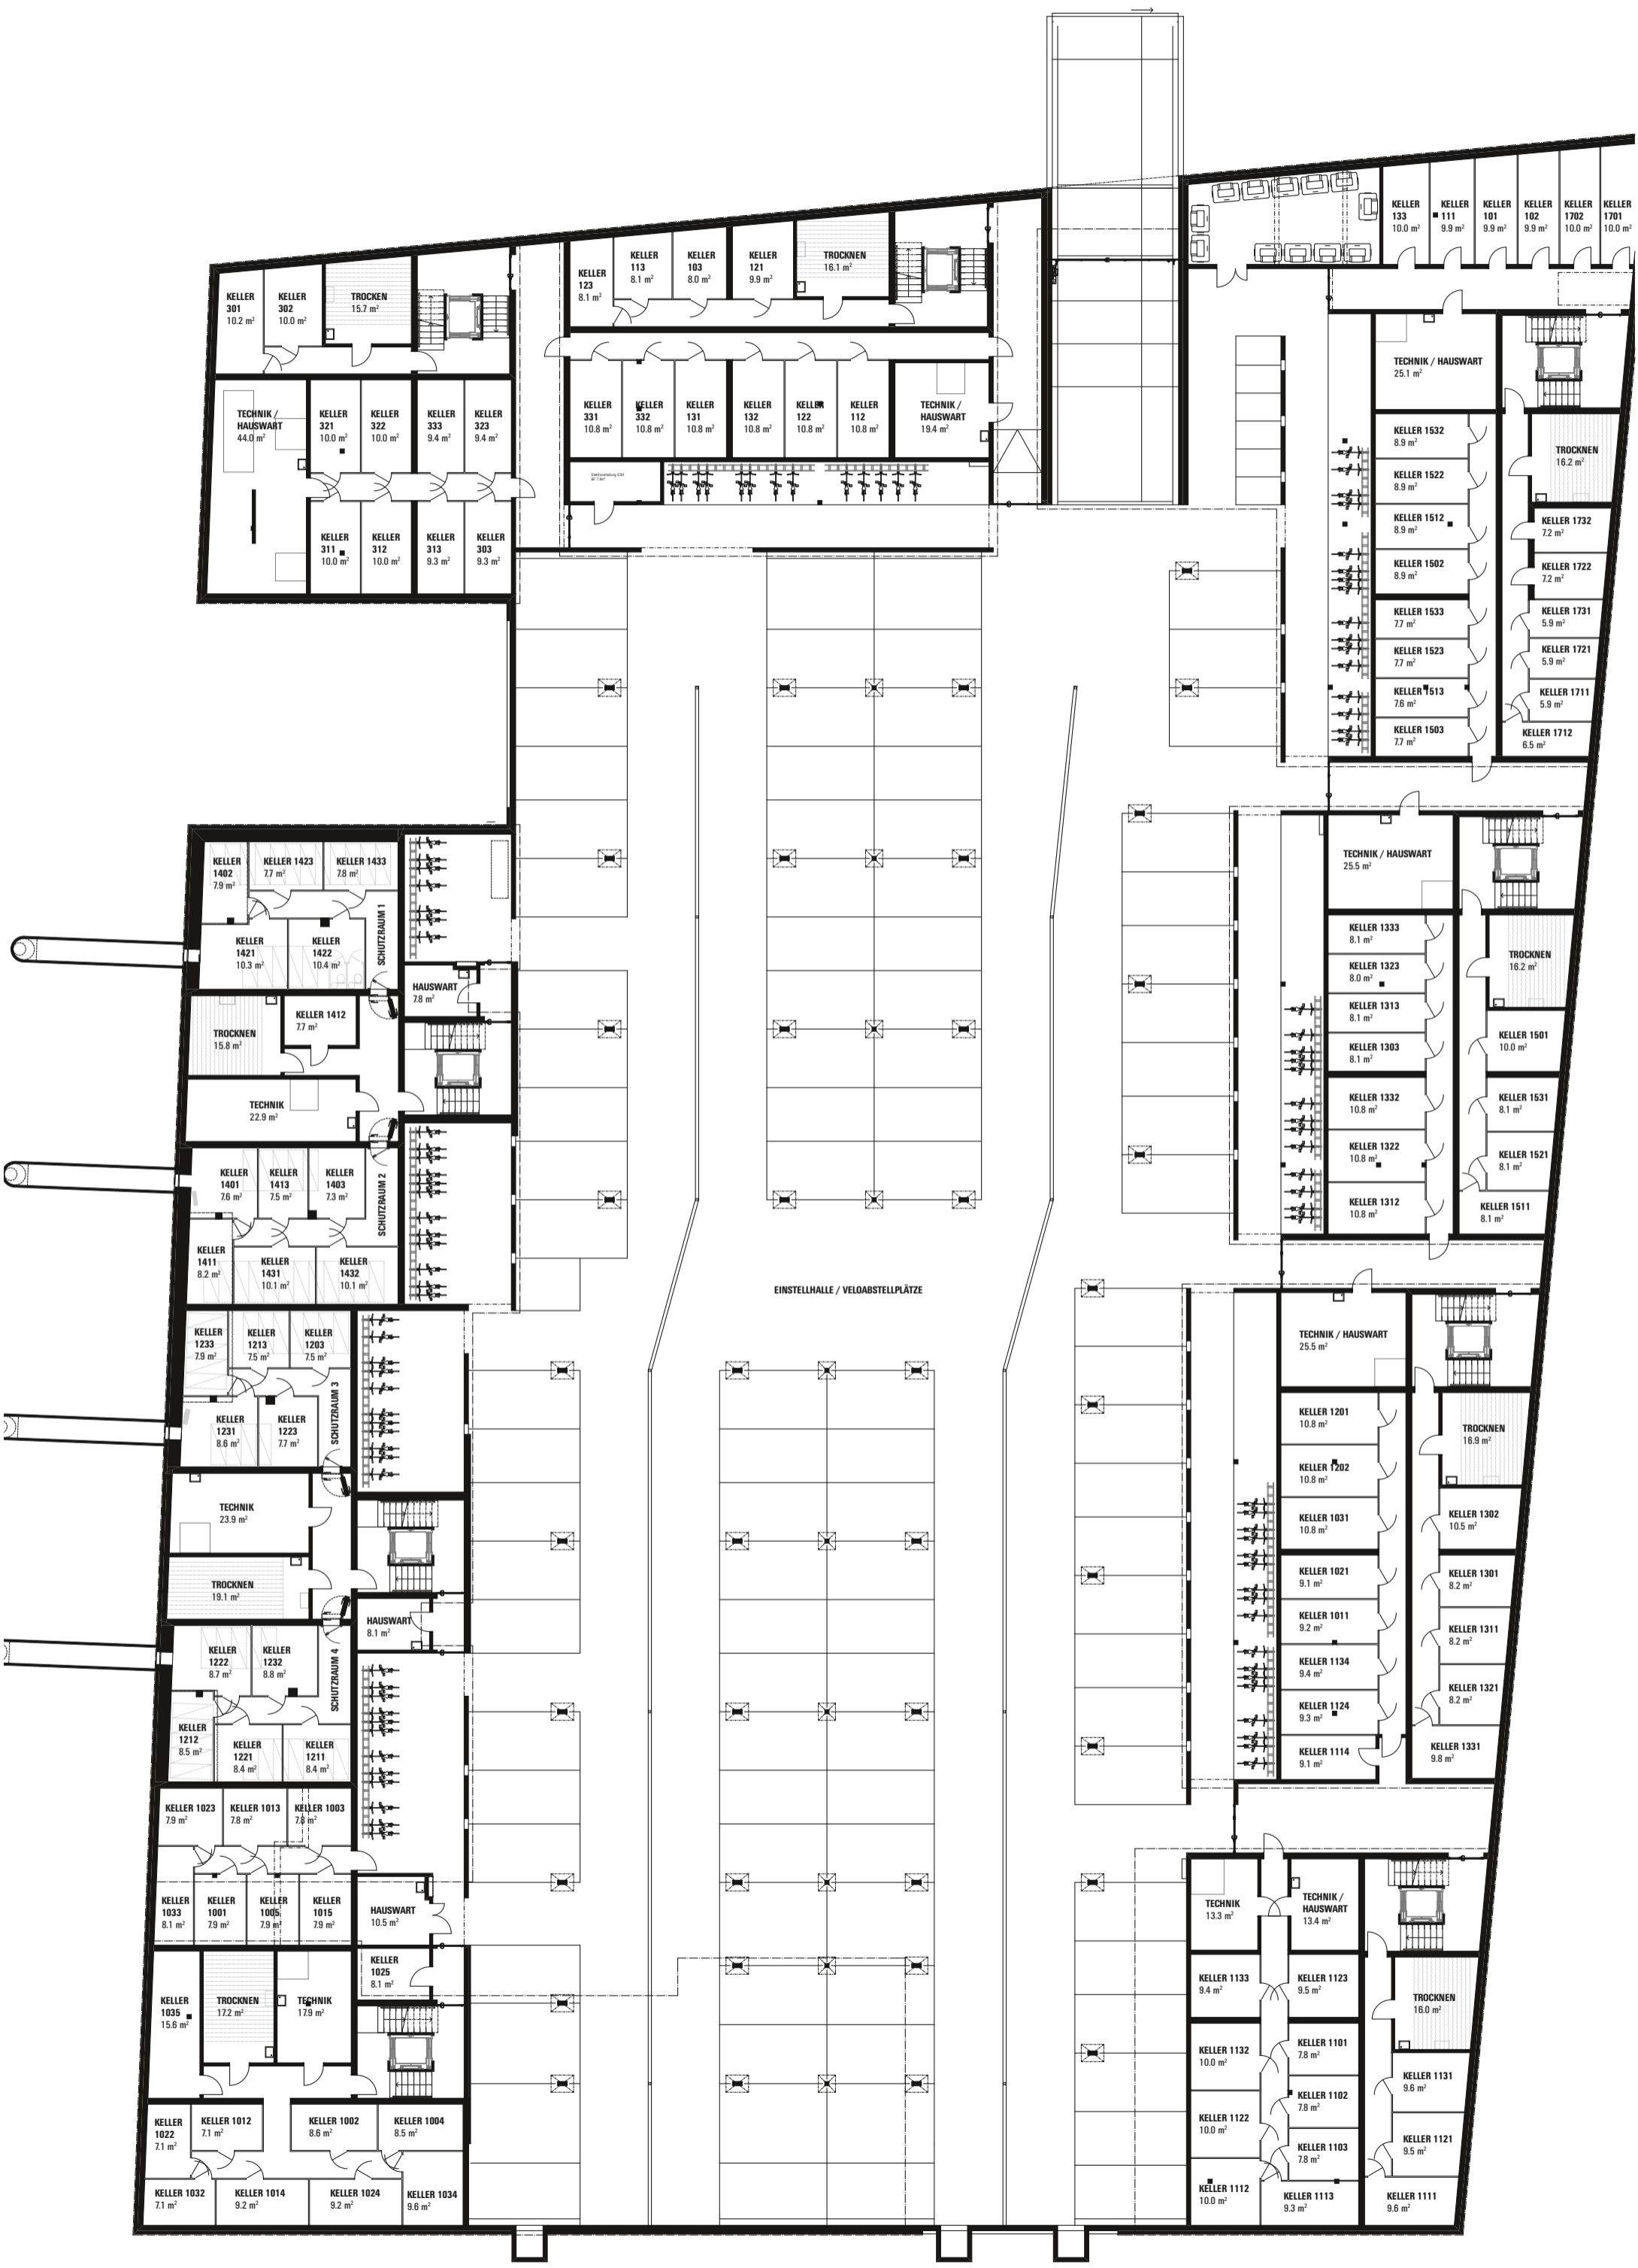 KELLER
133
10.0 m²
KELLER
111
9.9 m²
KELLER
101
9.9 m²
KELLER
102
9.9 m²
KELLER
1702
10.0 m²
KELLER
1701
10.0 m²
KELLER
123
8.1 m²
KELLER
113
8.1 m²
KELLER
103
8.0 m²
KELLER
121
9.9 m²
TROCKNEN
16.1 m²
KELLER
301
10.2 m²
KELLER
302
10.0 m²
TROCKEN
15.7 m²
TECHNIK /
HAUSWART
44.0 m²
KELLER
321
10.0 m²
KELLER
322
10.0 m²
KELLER
333
9.4 m²
KELLER
323
9.4 m²
KELLER
331
10.8 m²
KELLER
332
10.8 m²
KELLER
131
10.8 m²
KELLER
132
10.8 m²
KELLER
122
10.8 m²
KELLER
112
10.8 m²
TECHNIK /
HAUSWART
19.4 m²
KELLER
311
10.0 m²
KELLER
312
10.0 m²
KELLER
313
9.3 m²
KELLER
303
9.3 m²
TECHNIK / HAUSWART
25.1 m²
KELLER 1532
8.9 m²
KELLER 1522
8.9 m²
KELLER 1512
8.9 m²
KELLER 1502
8.9 m²
KELLER 1533
7.7 m²
KELLER 1523
7.7 m²
KELLER 1513
7.6 m²
KELLER 1503
7.7 m²
TROCKNEN
16.2 m²
KELLER 1732
7.2 m²
KELLER 1722
7.2 m²
KELLER 1731
5.9 m²
KELLER 1721
5.9 m²
KELLER 1711
5.9 m²
KELLER 1712
6.5 m²
KELLER
1402
7.9 m²
KELLER 1423
7.7 m²
KELLER 1433
7.8 m²
KELLER
1421
10.3 m²
KELLER
1422
10.4 m²
SCHUTZRAUM 1
HAUSWART
7.8 m²
TROCKNEN
15.8 m²
KELLER 1412
7.7 m²
TECHNIK
22.9 m²
KELLER
1401
7.6 m²
KELLER
1413
7.5 m²
KELLER
1403
7.3 m²
SCHUTZRAUM 2
KELLER
1411
8.2 m²
KELLER
1431
10.1 m²
KELLER
1432
10.1 m²
TECHNIK / HAUSWART
25.5 m²
KELLER 1333
8.1 m²
KELLER 1323
8.0 m²
KELLER 1313
8.1 m²
KELLER 1303
8.1 m²
KELLER 1332
10.8 m²
KELLER 1322
10.8 m²
KELLER 1312
10.8 m²
TROCKNEN
16.2 m²
KELLER 1501
10.0 m²
KELLER 1531
8.1 m²
KELLER 1521
8.1 m²
KELLER 1511
8.1 m²
EINSTELLHALLE / VELOABSTELLPLÄTZE
KELLER
1233
7.9 m²
KELLER
1213
7.5 m²
KELLER
1203
7.5 m²
KELLER
1231
8.6 m²
KELLER
1223
7.7 m²
SCHUTZRAUM 3
TECHNIK
23.9 m²
TROCKNEN
19.1 m²
HAUSWART
8.1 m²
KELLER
1222
8.7 m²
KELLER
1232
8.8 m²
SCHUTZRAUM 4
KELLER
1212
8.5 m²
KELLER
1221
8.4 m²
KELLER
1211
8.4 m²
TECHNIK / HAUSWART
25.5 m²
KELLER 1201
10.8 m²
KELLER 1202
10.8 m²
KELLER 1031
10.8 m²
KELLER 1021
9.1 m²
KELLER 1011
9.2 m²
KELLER 1134
9.4 m²
KELLER 1124
9.3 m²
KELLER 1114
9.1 m²
TROCKNEN
16.9 m²
KELLER 1302
10.5 m²
KELLER 1301
8.2 m²
KELLER 1311
8.2 m²
KELLER 1321
8.2 m²
KELLER 1331
9.8 m²
KELLER 1023
7.9 m²
KELLER 1013
7.8 m²
KELLER 1003
7.8 m²
KELLER
1033
8.1 m²
KELLER
1001
7.9 m²
KELLER
1005
7.9 m²
KELLER
1015
7.9 m²
HAUSWART
10.5 m²
KELLER
1025
8.1 m²
KELLER
1035
15.6 m²
TROCKNEN
17.2 m²
TECHNIK
17.9 m²
KELLER
1022
7.1 m²
KELLER 1012
7.1 m²
KELLER 1002
8.6 m²
KELLER 1004
8.5 m²
KELLER 1032
7.1 m²
KELLER 1014
9.2 m²
KELLER 1024
9.2 m²
KELLER 1034
9.6 m²
TECHNIK
13.3 m²
TECHNIK /
HAUSWART
13.4 m²
KELLER 1133
9.4 m²
KELLER 1123
9.5 m²
KELLER 1132
10.0 m²
KELLER 1101
7.8 m²
KELLER 1102
7.8 m²
KELLER 1122
10.0 m²
KELLER 1103
7.8 m²
KELLER 1112
10.0 m²
KELLER 1113
9.3 m²
TROCKNEN
16.0 m²
KELLER 1131
9.6 m²
KELLER 1121
9.5 m²
KELLER 1111
9.6 m²